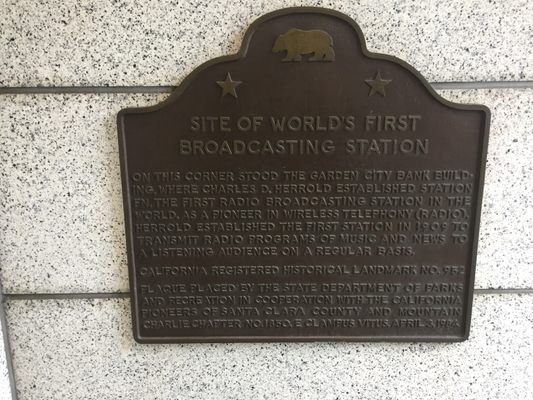 SITE OF WORLD'S FIRST
BROADCASTING STATION
ON THIS CORNER STOOD THE GARDEN CITY BANK BUILD-
ING, WHERE CHARLES D. HERROLD ESTABLISHED STATION
FN, THE FIRST RADIO BROADCASTING STATION IN THE
WORLD. AS A PIONEER IN WIRELESS TELEPHONY (RADIO),
HERROLD ESTABLISHED THE FIRST STATION IN 1909 TO
TRANSMIT RADIO PROGRAMS OF MUSIC AND NEWS TO
A LISTENING AUDIENCE ON A REGULAR BASIS.
CALIFORNIA REGISTERED HISTORICAL LANDMARK NO. 952
PLAQUE PLACED BY THE STATE DEPARTMENT OF PARKS
AND RECREATION IN COOPERATION WITH THE CALIFORNIA
PIONEERS OF SANTA CLARA COUNTY AND MOUNTAIN
CHARLIE CHAPTER NO. 1850, E CLAMPUS VITUS, APRIL 3, 1984.